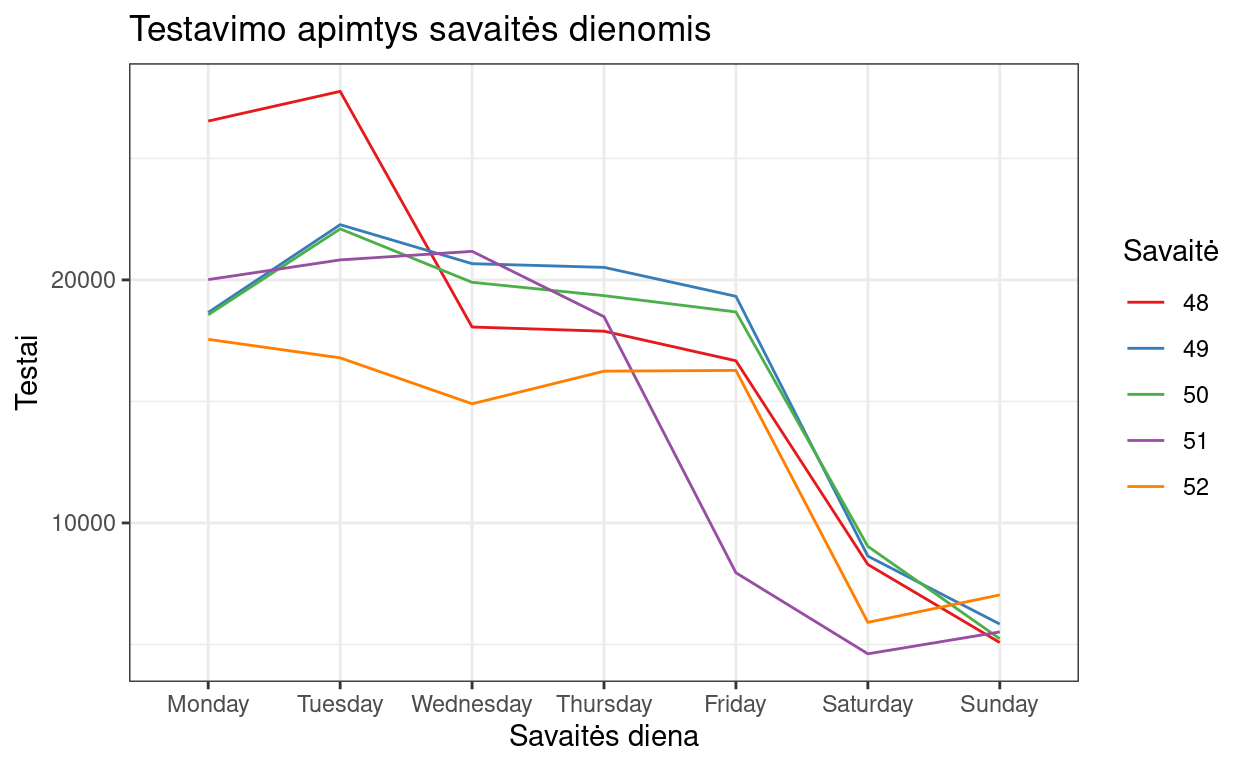 Testavimo apimtys savaitės dienomis
Testai
20000
10000
Monday Tuesday Wednesday Thursday Friday Saturday Sunday
Savaitės diena
Savaitė
48
49
50
51
52